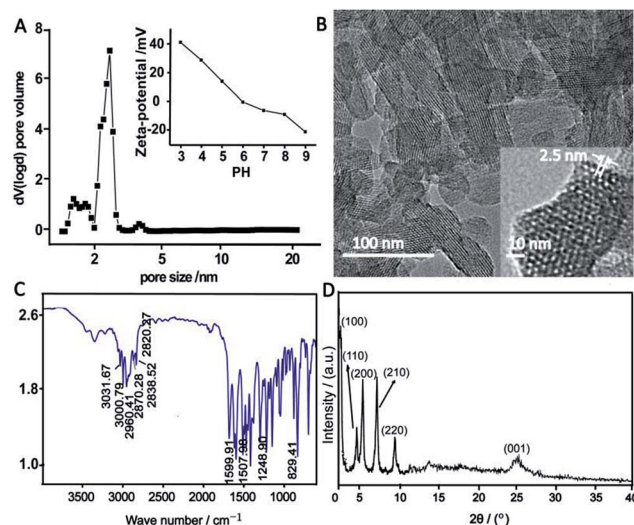 A
dV(logd) pore volume
8
6
4
2
0
2
5
10
20
pore size /nm
Zeta-potential /mV
40
20
0
-20
3 4 5 6 7 8 9
PH
B
100 nm
2.5 nm
10 nm
C
2.6
1.8
1.0
3031.67
3000.79
2960.41
2870.28
2838.52
/ 2820.27
1599.91
1507.98
1248.90
829.41
3500 3000 2500 2000 1500 1000
Wave number / cm⁻¹
D
Intensity / (a.u.)
(100)
(110)
(200)
(210)
(220)
(001)
0 5 10 15 20 25 30 35 40
2θ / (°)